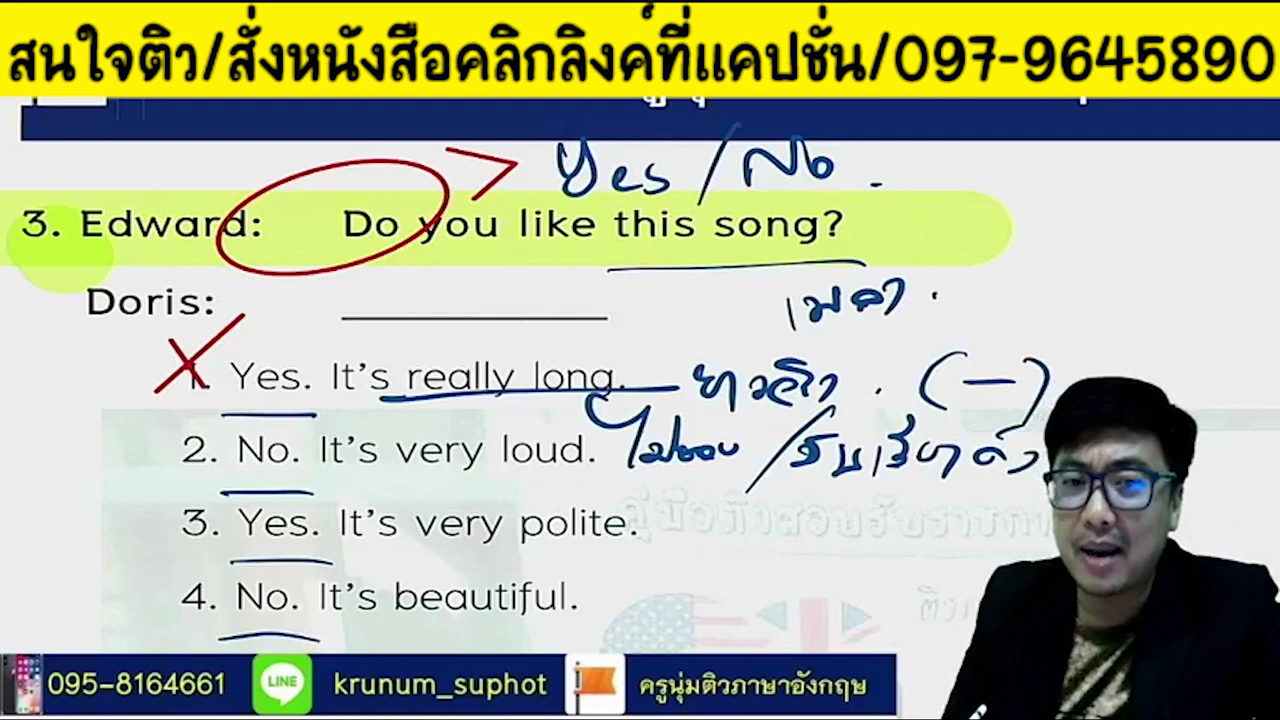 สนใจติว/สั่งหนังสือคลิกลิงค์ที่แคปชั่น/097-9645890
Yes / No.
3. Edward: Do you like this song?
เพลง.
Doris: ____________
1. Yes. It's really long. ยาวจริง. (-)
2. No. It's very loud. ไม่ชอบ /
3. Yes. It's very polite.
4. No. It's beautiful.
095-8164661 LINE krunum_suphot ครูนุ่มติวภาษาอังกฤษ